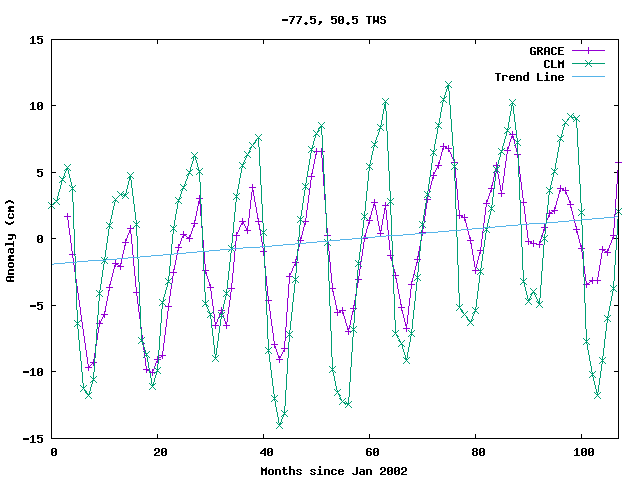 -77.5, 50.5 TWS
GRACE
CLM
Trend Line
15
10
5
0
-5
-10
-15
Anomaly (cm)
0 20 40 60 80 100
Months since Jan 2002